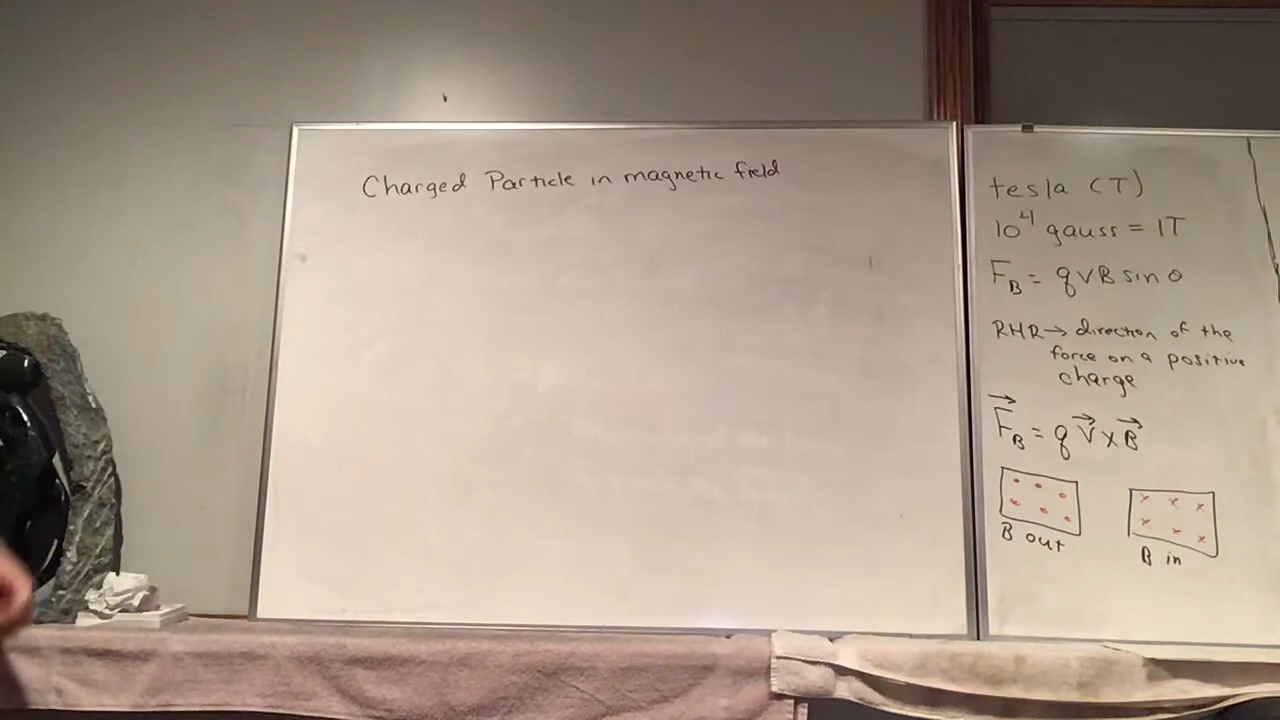 Charged Particle in magnetic field
tesla (T)
10⁴ gauss = 1T
F_B = qvB sin θ
RHR → direction of the
force on a positive
charge
F⃗_B = q v⃗ × B⃗
B out
B in